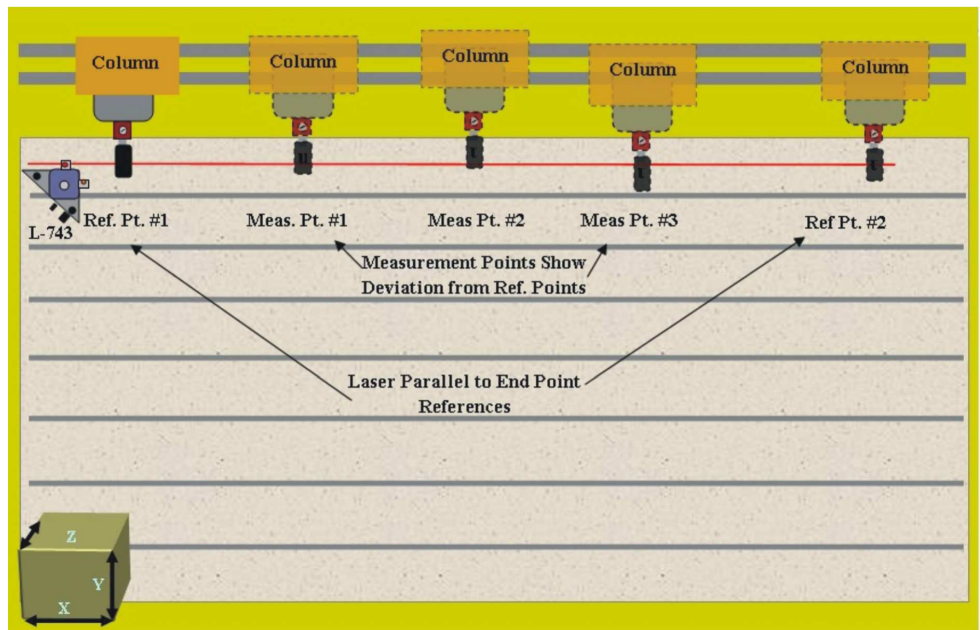 Column
Column
Column
Column
Column
L-743
Ref. Pt. #1
Meas. Pt. #1
Meas Pt. #2
Meas Pt. #3
Ref Pt. #2
Measurement Points Show
Deviation from Ref. Points
Laser Parallel to End Point
References
Z
Y
X